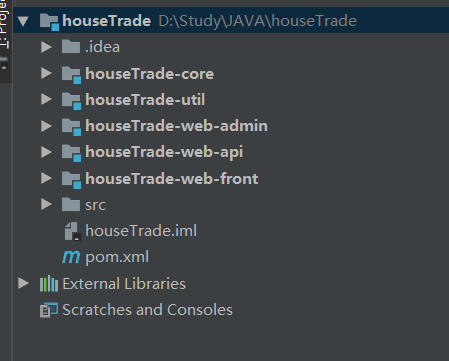 1: Project
houseTrade D:\Study\JAVA\houseTrade
.idea
houseTrade-core
houseTrade-util
houseTrade-web-admin
houseTrade-web-api
houseTrade-web-front
src
houseTrade.iml
m pom.xml
External Libraries
Scratches and Consoles